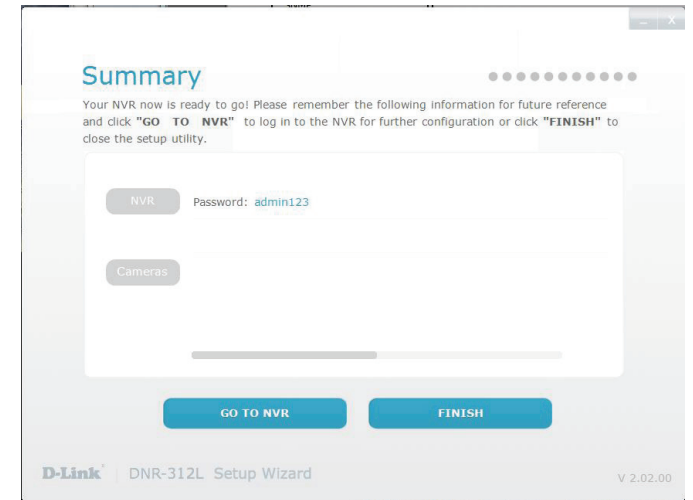 Summary
Your NVR now is ready to go! Please remember the following information for future reference
and click "GO TO NVR" to log in to the NVR for further configuration or click "FINISH" to
close the setup utility.
NVR Password: admin123
Cameras
GO TO NVR FINISH
D-Link DNR-312L Setup Wizard V 2.02.00